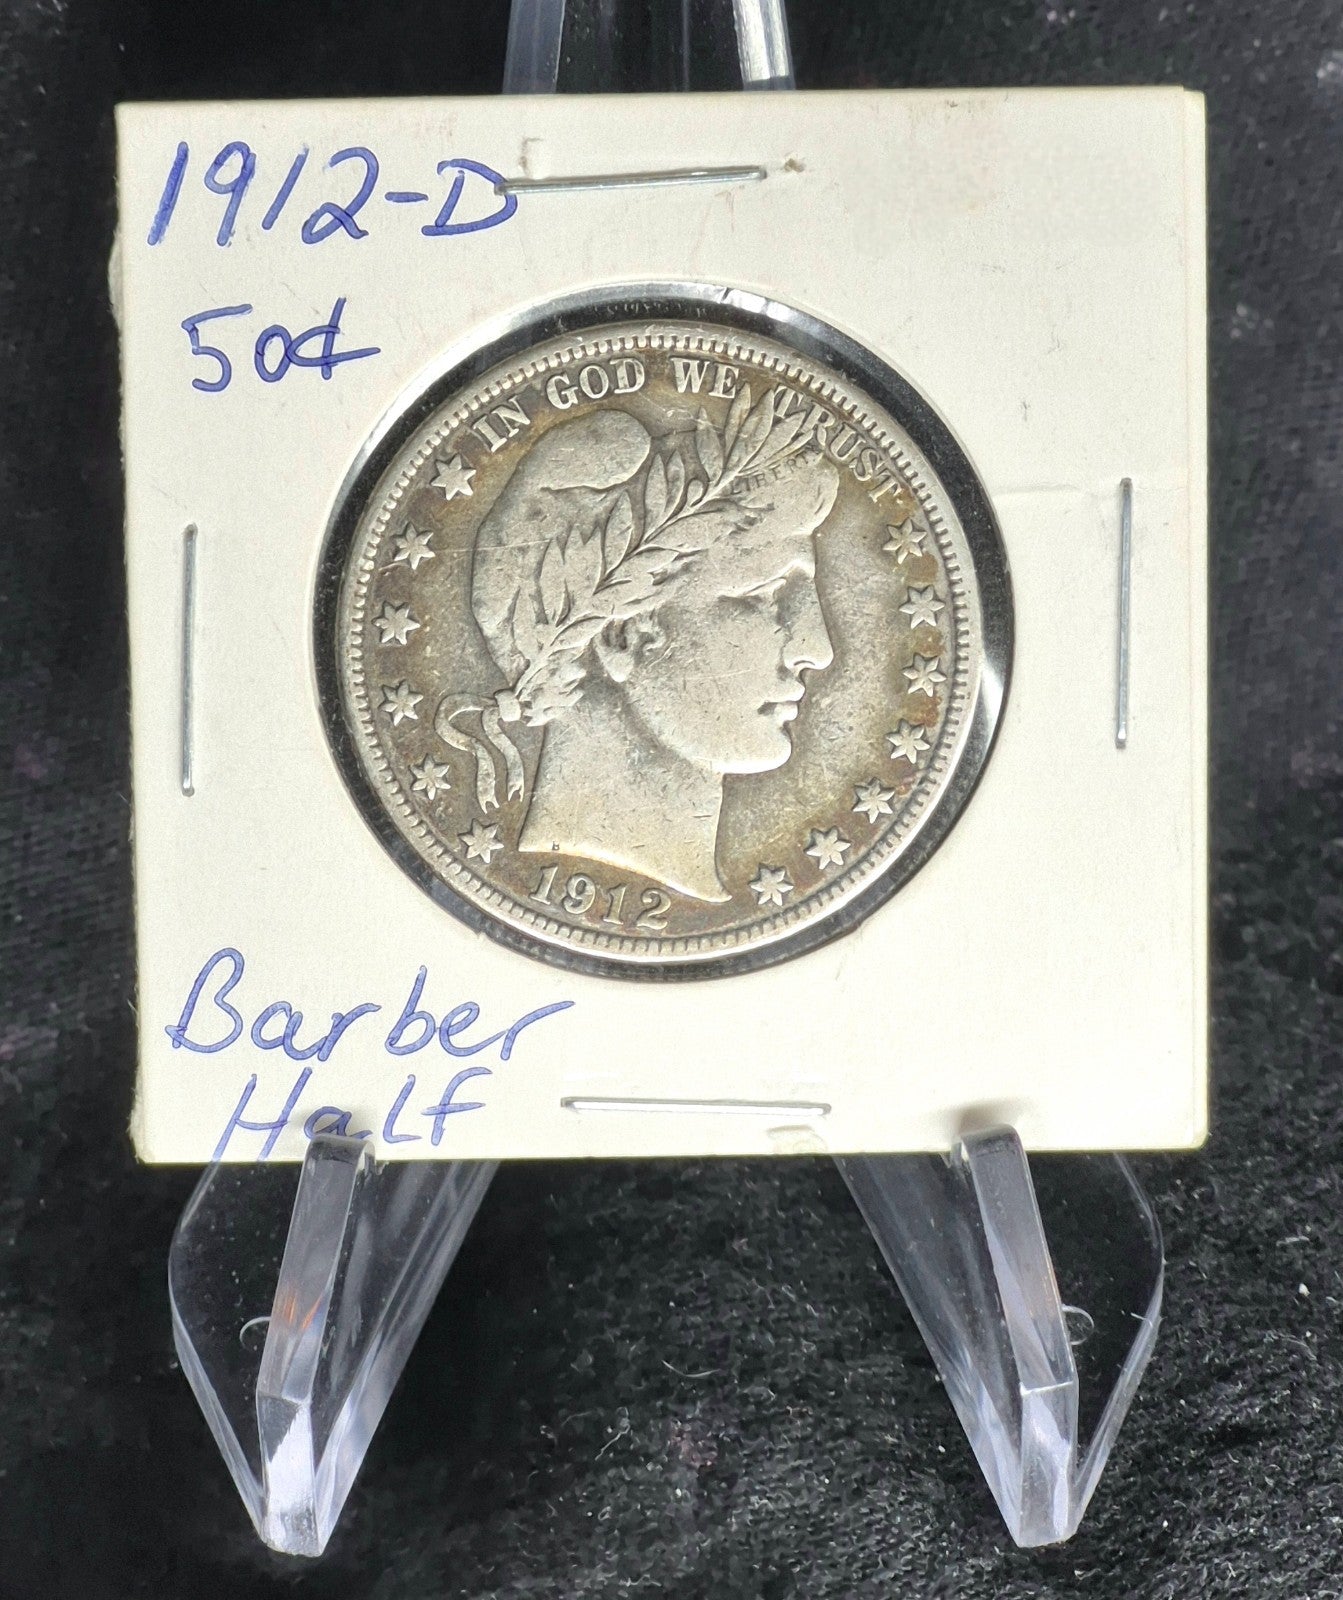 1912-D
50¢
IN GOD WE TRUST
LIBERTY
B
1912
Barber
Half